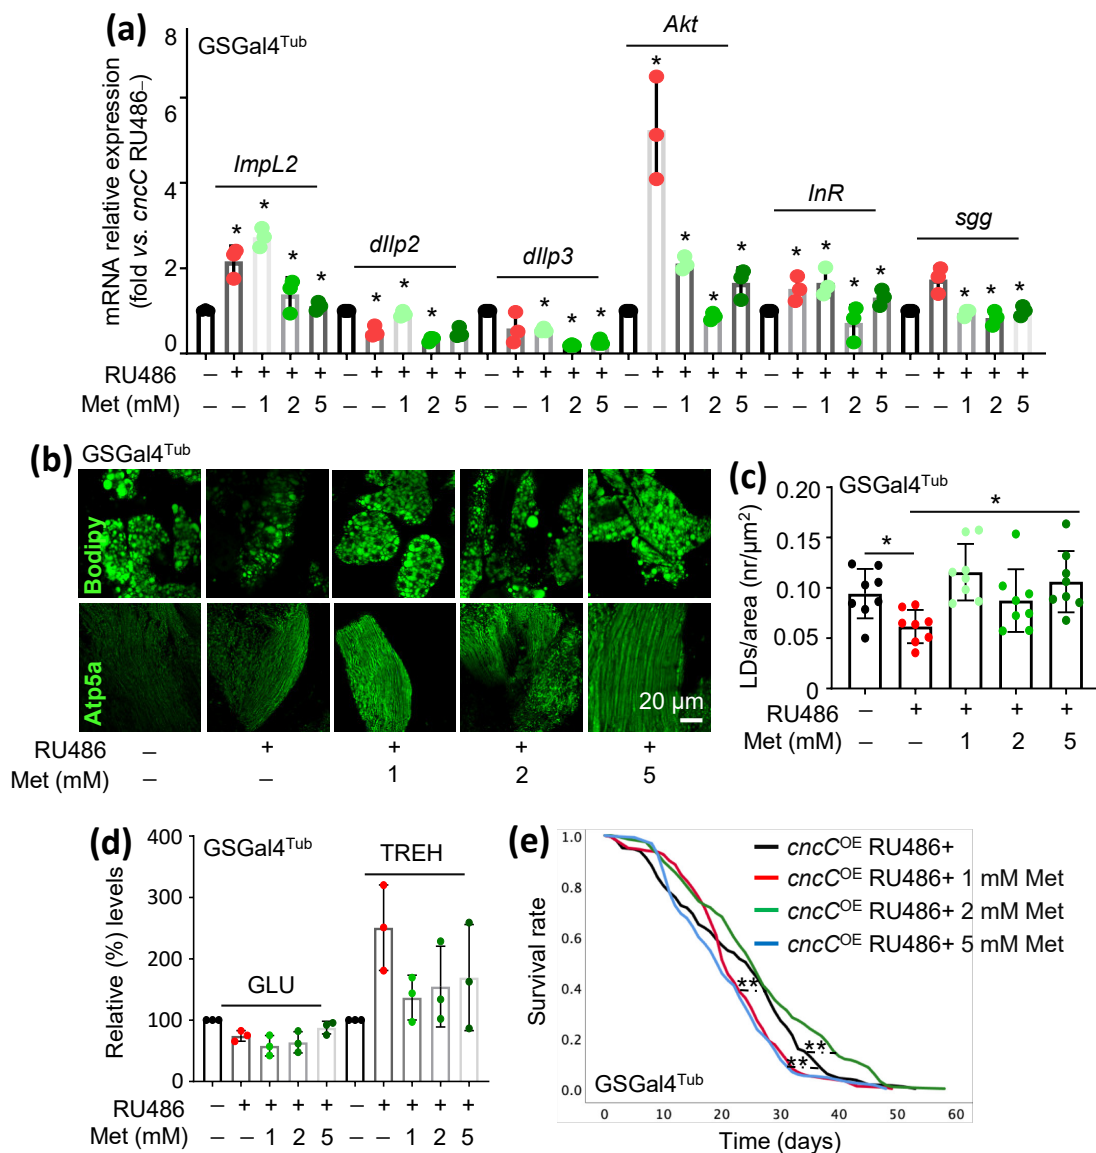 (a)
GSGal4Tub
mRNA relative expression
(fold vs. cncC RU486–)
8
6
4
2
0
ImpL2
dIlp2
dIlp3
Akt
InR
sgg
* * * *
* * * *
* * *
* * * *
* * * *
* * *
RU486 – + + + + – + + + + – + + + + – + + + + – + + + + – + + + +
Met (mM) – – 1 2 5 – – 1 2 5 – – 1 2 5 – – 1 2 5 – – 1 2 5 – – 1 2 5
(b)
GSGal4Tub
Bodipy
Atp5a
20 µm
RU486 – + + + +
Met (mM) – – 1 2 5
(c)
GSGal4Tub
LDs/area (nr/µm2)
0.20
0.15
0.10
0.05
0
* *
RU486 – + + + +
Met (mM) – – 1 2 5
(d)
GSGal4Tub
Relative (%) levels
400
300
200
100
80
60
40
20
0
GLU
TREH
RU486 – + + + + – + + + +
Met (mM) – – 1 2 5 – – 1 2 5
(e)
Survival rate
1.0
0.8
0.6
0.4
0.2
0.0
cncCOE RU486+
cncCOE RU486+ 1 mM Met
cncCOE RU486+ 2 mM Met
cncCOE RU486+ 5 mM Met
**
**
**
GSGal4Tub
0 10 20 30 40 50 60
Time (days)